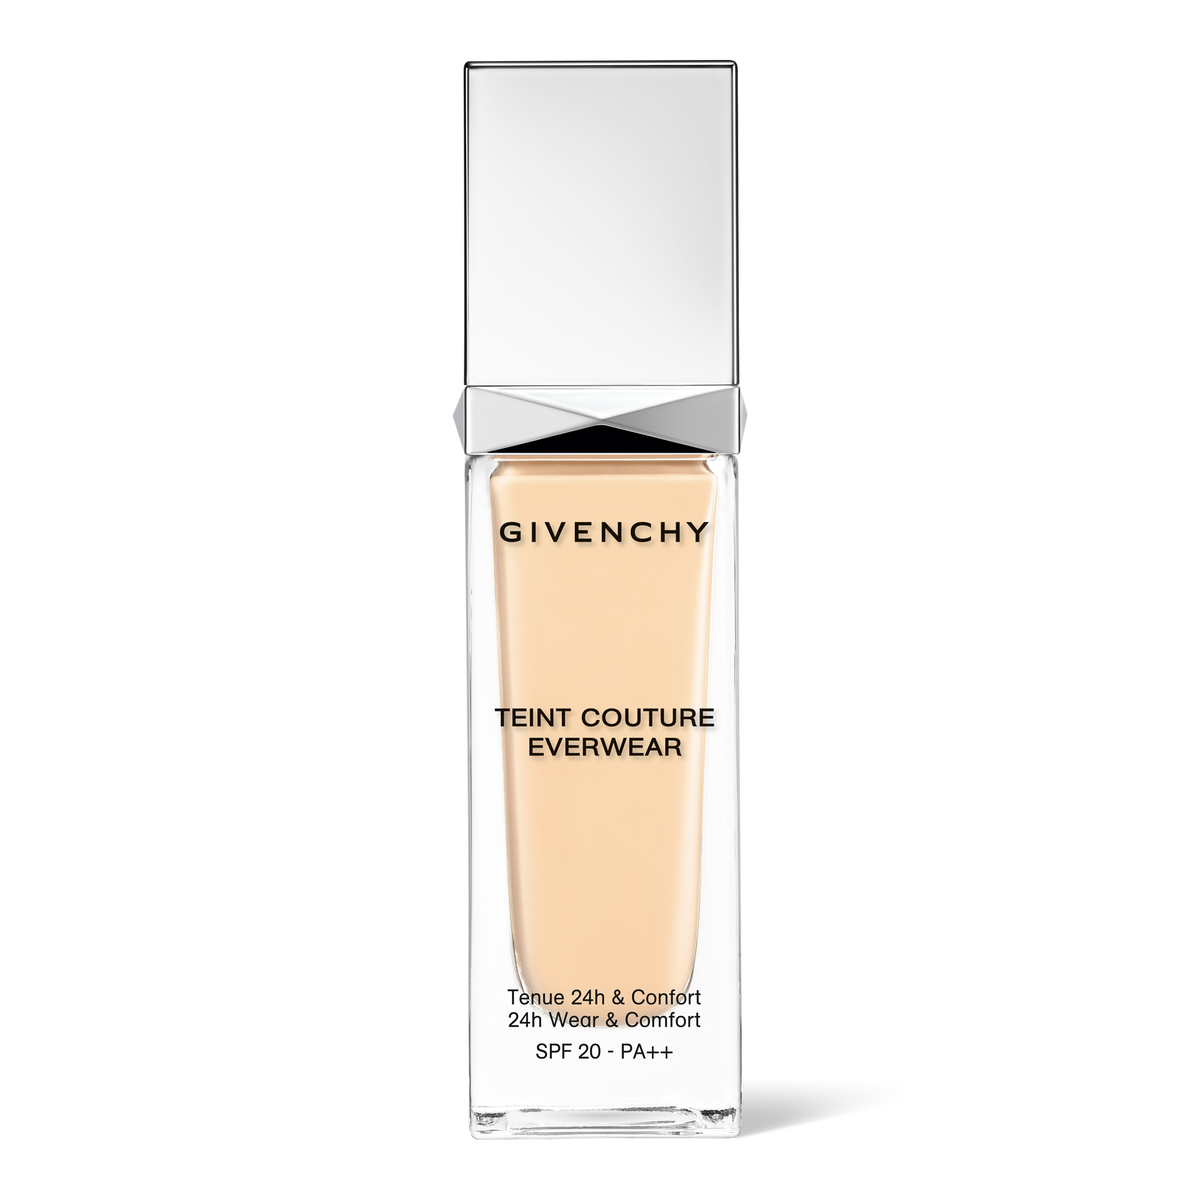 GIVENCHY
TEINT COUTURE
EVERWEAR
Tenue 24h & Confort
24h Wear & Comfort
SPF 20 - PA++